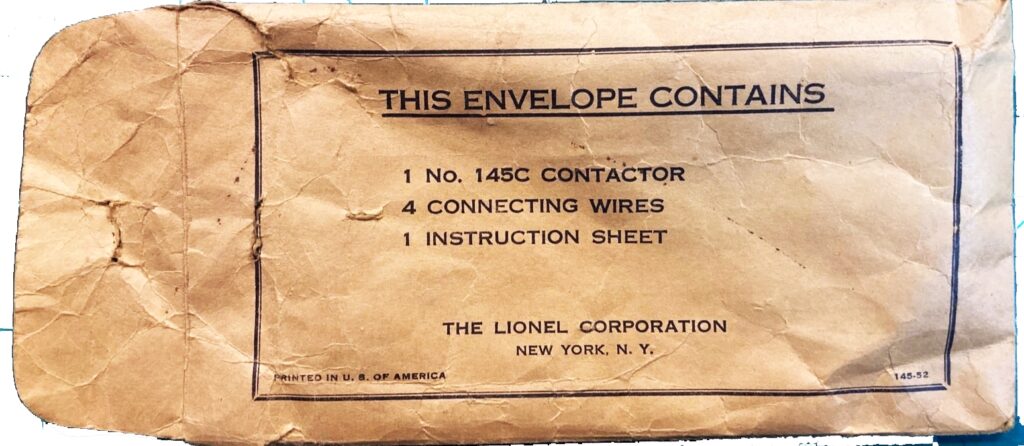 THIS ENVELOPE CONTAINS
1 No. 145C CONTACTOR
4 CONNECTING WIRES
1 INSTRUCTION SHEET
THE LIONEL CORPORATION
NEW YORK, N. Y.
PRINTED IN U. S. OF AMERICA
145-52